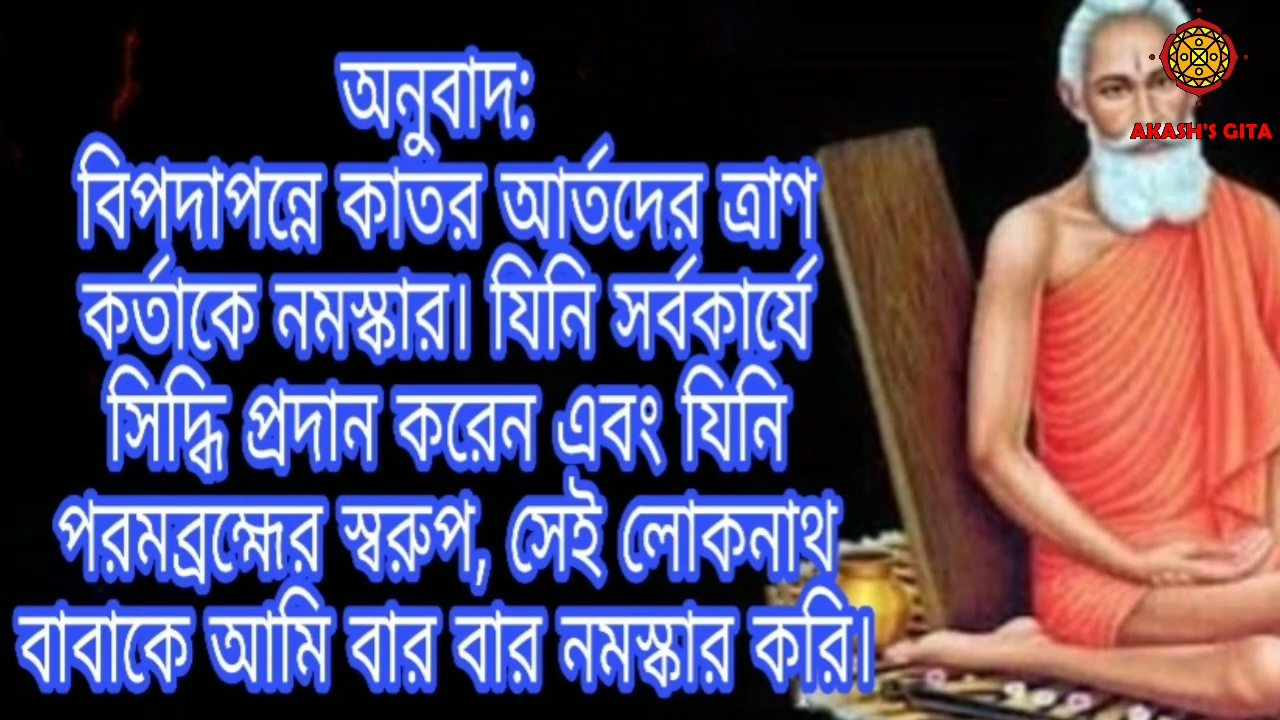 অনুবাদ:
বিপদাপন্নে কাতর আর্তদের ত্রাণ
কর্তাকে নমস্কার। যিনি সর্বকার্যে
সিদ্ধি প্রদান করেন এবং যিনি
পরমব্রহ্মের স্বরুপ, সেই লোকনাথ
বাবাকে আমি বার বার নমস্কার করি।
AKASH'S GITA